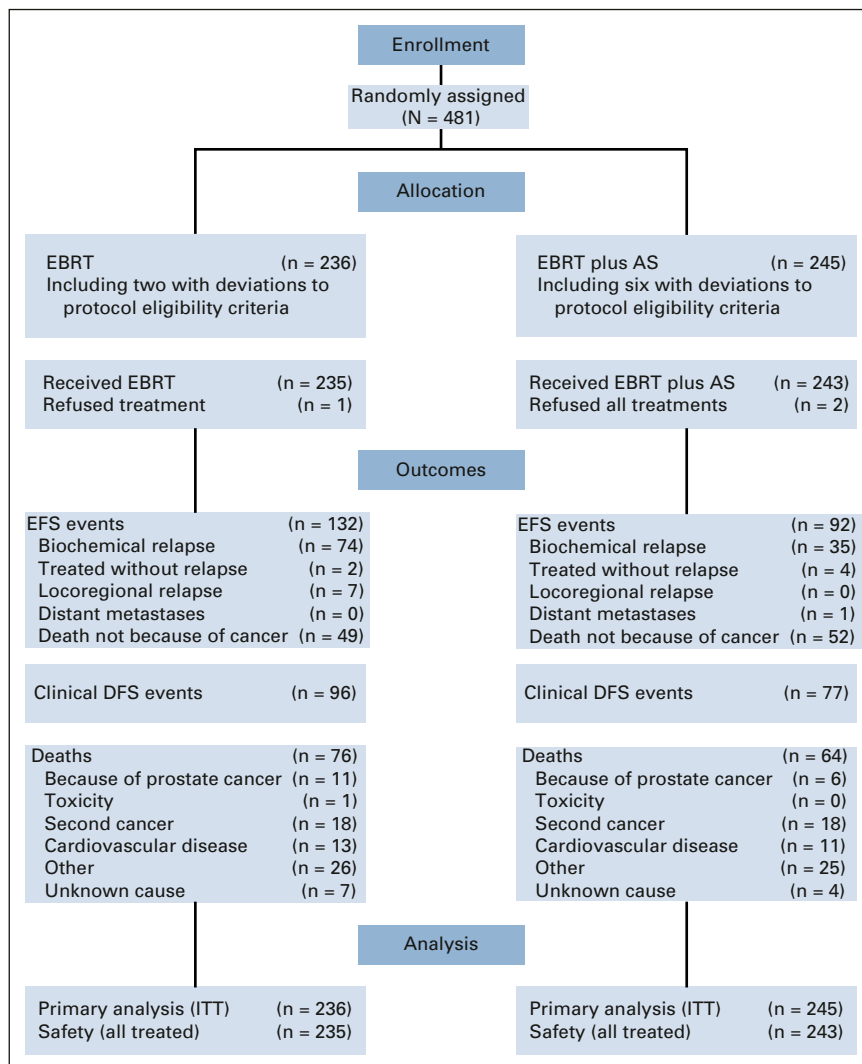 Enrollment
Randomly assigned
(N = 481)
Allocation
EBRT (n = 236)
Including two with deviations to
protocol eligibility criteria
EBRT plus AS (n = 245)
Including six with deviations to
protocol eligibility criteria
Received EBRT (n = 235)
Refused treatment (n = 1)
Received EBRT plus AS (n = 243)
Refused all treatments (n = 2)
Outcomes
EFS events (n = 132)
Biochemical relapse (n = 74)
Treated without relapse (n = 2)
Locoregional relapse (n = 7)
Distant metastases (n = 0)
Death not because of cancer (n = 49)
EFS events (n = 92)
Biochemical relapse (n = 35)
Treated without relapse (n = 4)
Locoregional relapse (n = 0)
Distant metastases (n = 1)
Death not because of cancer (n = 52)
Clinical DFS events (n = 96)
Clinical DFS events (n = 77)
Deaths (n = 76)
Because of prostate cancer (n = 11)
Toxicity (n = 1)
Second cancer (n = 18)
Cardiovascular disease (n = 13)
Other (n = 26)
Unknown cause (n = 7)
Deaths (n = 64)
Because of prostate cancer (n = 6)
Toxicity (n = 0)
Second cancer (n = 18)
Cardiovascular disease (n = 11)
Other (n = 25)
Unknown cause (n = 4)
Analysis
Primary analysis (ITT) (n = 236)
Safety (all treated) (n = 235)
Primary analysis (ITT) (n = 245)
Safety (all treated) (n = 243)